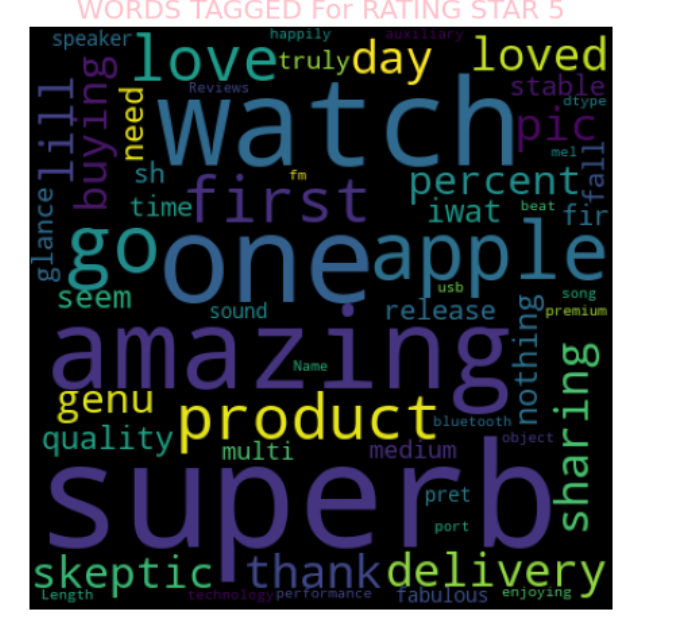 WORDS TAGGED For RATING STAR 5
speaker
happily
auxiliary
love
truly
day
loved
Reviews
stable
dtype
lill
buying
need
watch
pic
mel
fall
sh
fm
first
percent
time
iwat
beat
fir
glance
go
one
apple
seem
usb
song
sound
release
premium
nothing
amazing
Name
genu
product
sharing
bluetooth
quality
multi
medium
object
superb
pret
port
skeptic
thank
delivery
Length
technology
performance
fabulous
enjoying